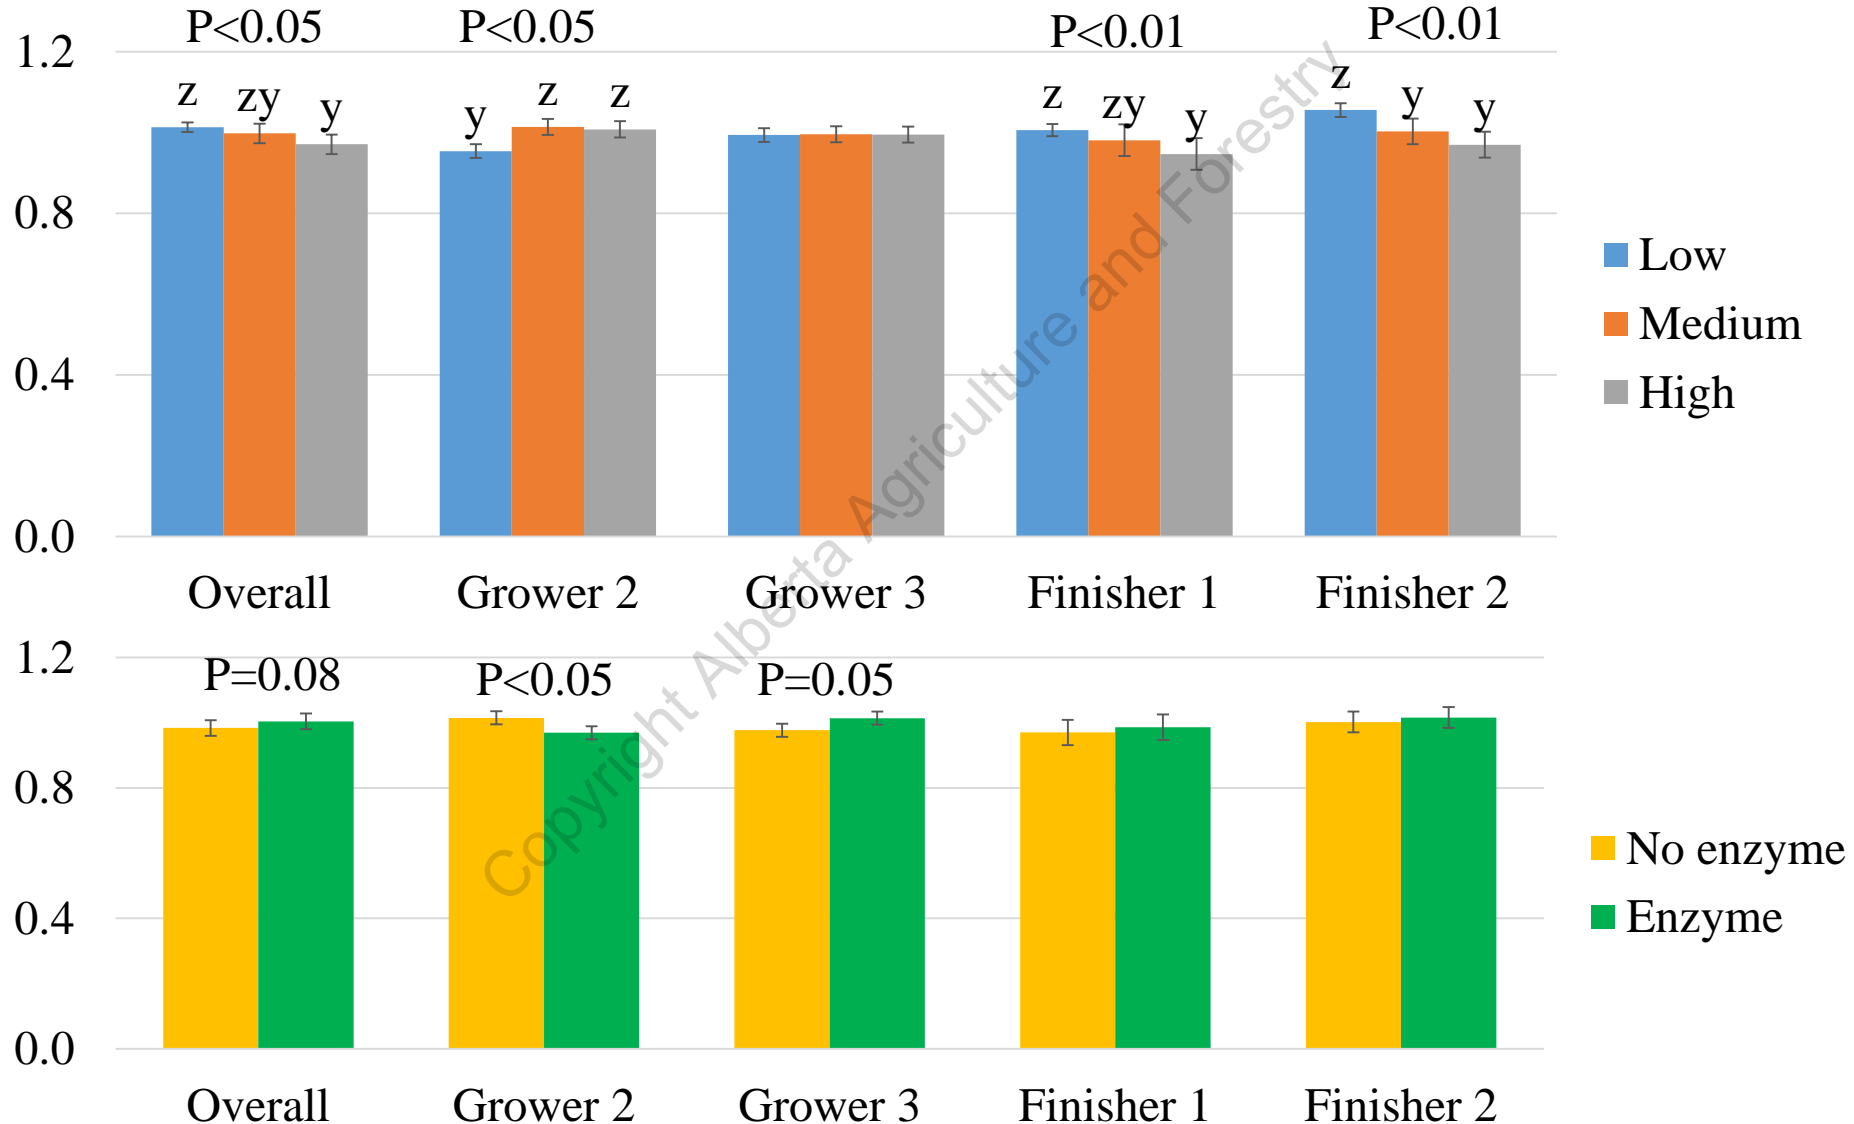 P<0.05 P<0.05 P<0.01 P<0.01
1.2
z zy y y z z z zy y z y y
0.8
0.4
0.0
Overall Grower 2 Grower 3 Finisher 1 Finisher 2
Low
Medium
High
1.2
P=0.08 P<0.05 P=0.05
0.8
0.4
0.0
Overall Grower 2 Grower 3 Finisher 1 Finisher 2
No enzyme
Enzyme
Copyright Alberta Agriculture and Forestry